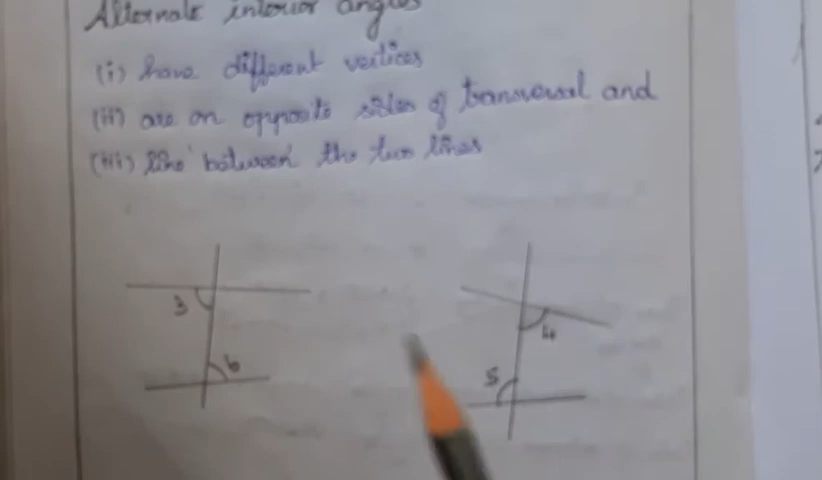 Alternate interior angles
(i) have different vertices
(ii) are on opposite sides of transversal and
(iii) line between the two lines
3
6
4
5